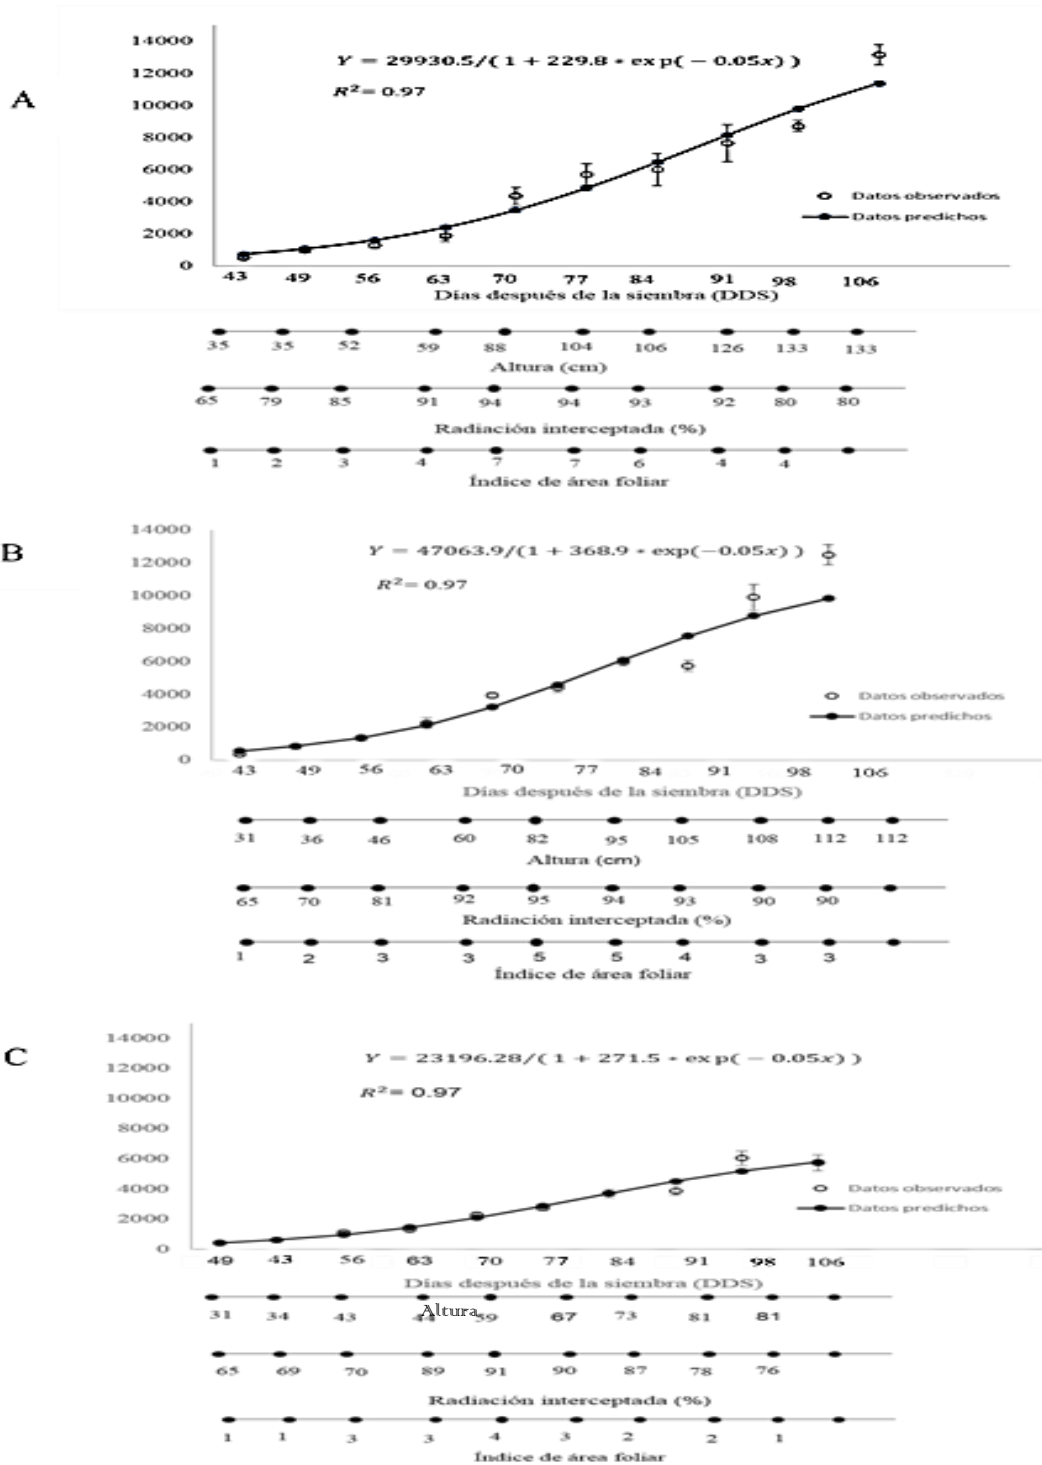 A
14000
12000
10000
8000
6000
4000
2000
0
Y = 29930.5/( 1 + 229.8 * exp( − 0.05x) )
R²= 0.97
Datos observados
Datos predichos
43 49 56 63 70 77 84 91 98 106
Días después de la siembra (DDS)
35 35 52 59 88 104 106 126 133 133
Altura (cm)
65 79 85 91 94 94 93 92 80 80
Radiación interceptada (%)
1 2 3 4 7 7 6 4 4
Índice de área foliar
B
14000
12000
10000
8000
6000
4000
2000
0
Y = 47063.9/(1 + 368.9 * exp(−0.05x) )
R²= 0.97
Datos observados
Datos predichos
43 49 56 63 70 77 84 91 98 106
Días después de la siembra (DDS)
31 36 46 60 82 95 105 108 112 112
Altura (cm)
65 70 81 92 95 94 93 90 90
Radiación interceptada (%)
1 2 3 3 5 5 4 3 3
Índice de área foliar
C
14000
12000
10000
8000
6000
4000
2000
0
Y = 23196.28/( 1 + 271.5 * exp( − 0.05x) )
R²= 0.97
Datos observados
Datos predichos
49 43 56 63 70 77 84 91 98 106
Días después de la siembra (DDS)
31 34 43 44 59 67 73 81 81
Altura
65 69 70 89 91 90 87 78 76
Radiación interceptada (%)
1 1 3 3 4 3 2 2 1
Índice de área foliar